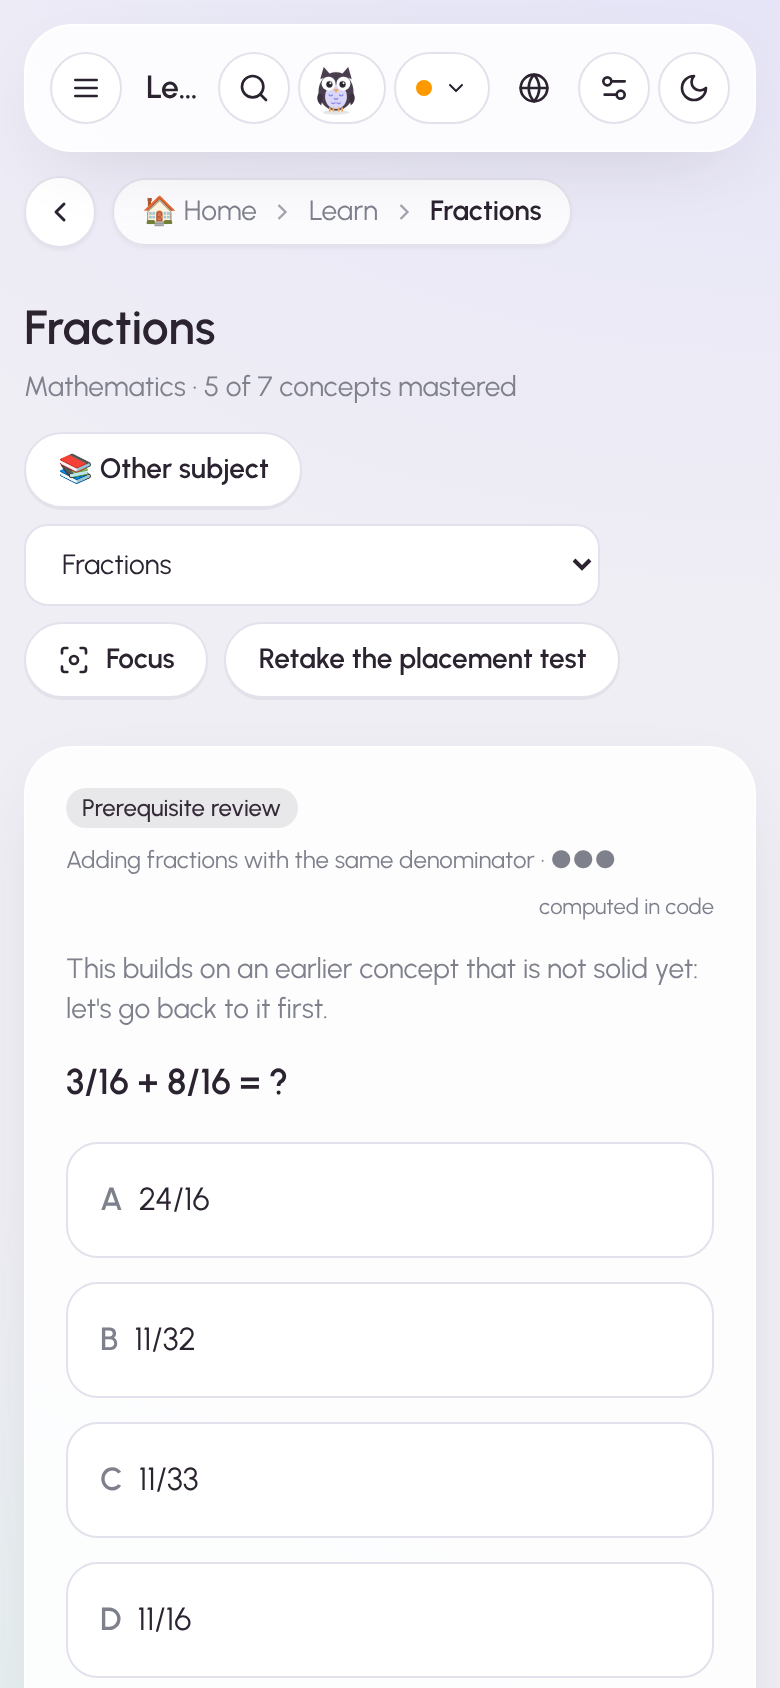 Le...
🏠 Home > Learn > Fractions
Fractions
Mathematics · 5 of 7 concepts mastered
📚 Other subject
Fractions
Focus
Retake the placement test
Prerequisite review
Adding fractions with the same denominator · ●●●
computed in code
This builds on an earlier concept that is not solid yet:
let's go back to it first.
3/16 + 8/16 = ?
A 24/16
B 11/32
C 11/33
D 11/16